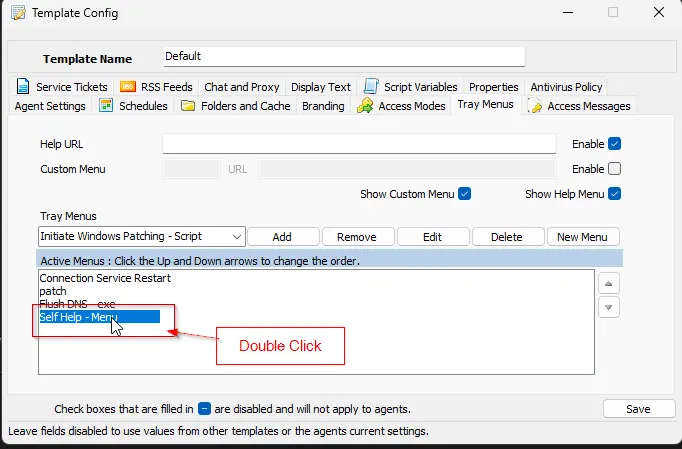 Template Config
Template Name Default
Service Tickets RSS Feeds Chat and Proxy Display Text Script Variables Properties Antivirus Policy
Agent Settings Schedules Folders and Cache Branding Access Modes Tray Menus Access Messages
Help URL Enable
Custom Menu URL Enable
Show Custom Menu Show Help Menu
Tray Menus
Initiate Windows Patching - Script Add Remove Edit Delete New Menu
Active Menus : Click the Up and Down arrows to change the order.
Connection Service Restart
patch
Flush DNS - exe
Self Help - Menu
Double Click
Check boxes that are filled in are disabled and will not apply to agents. Save
Leave fields disabled to use values from other templates or the agents current settings.